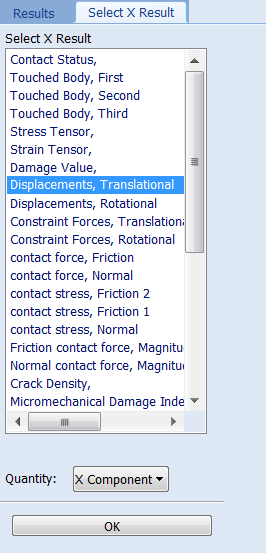 Results Select X Result
Select X Result
Contact Status,
Touched Body, First
Touched Body, Second
Touched Body, Third
Stress Tensor,
Strain Tensor,
Damage Value,
Displacements, Translational
Displacements, Rotational
Constraint Forces, Translationa
Constraint Forces, Rotational
contact force, Friction
contact force, Normal
contact stress, Friction 2
contact stress, Friction 1
contact stress, Normal
Friction contact force, Magnitu
Normal contact force, Magnitu
Crack Density,
Micromechanical Damage Inde
Quantity: X Component
OK